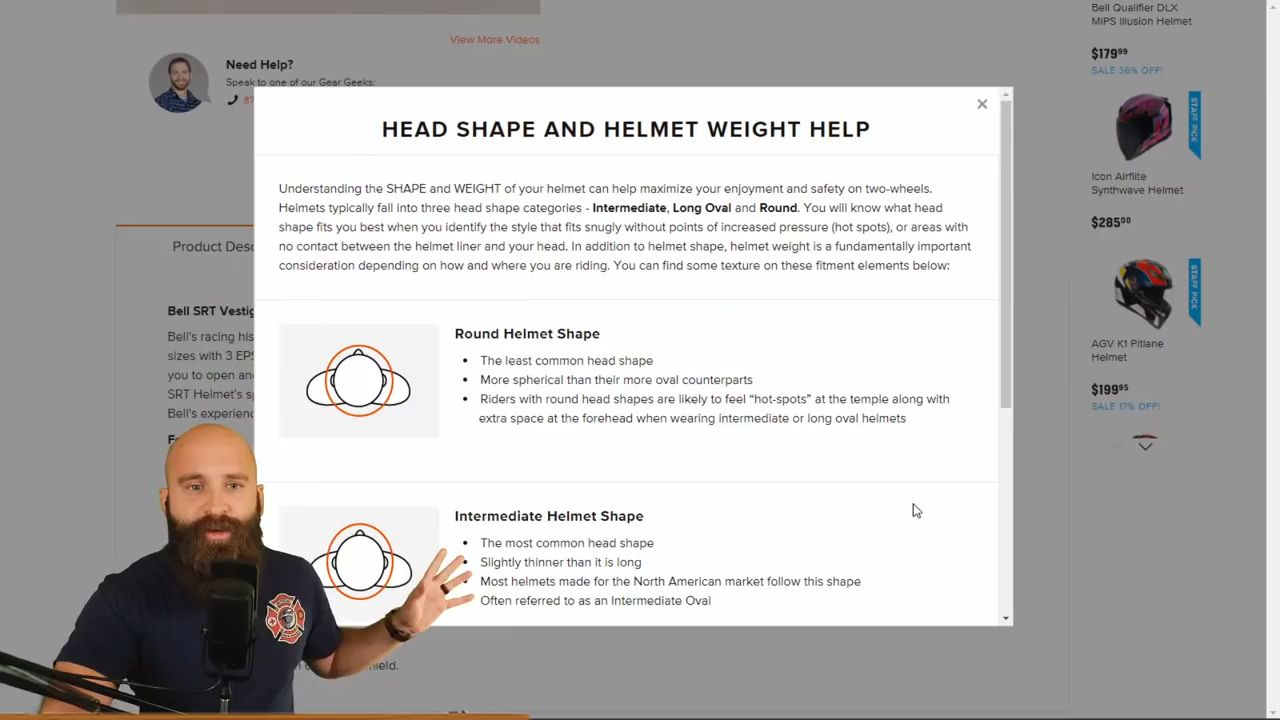 View More Videos
Need Help?
Speak to one of our Gear Geeks:
87
HEAD SHAPE AND HELMET WEIGHT HELP
Understanding the SHAPE and WEIGHT of your helmet can help maximize your enjoyment and safety on two-wheels.
Helmets typically fall into three head shape categories - Intermediate, Long Oval and Round. You will know what head
shape fits you best when you identify the style that fits snugly without points of increased pressure (hot spots), or areas with
no contact between the helmet liner and your head. In addition to helmet shape, helmet weight is a fundamentally important
consideration depending on how and where you are riding. You can find some texture on these fitment elements below:
Round Helmet Shape
• The least common head shape
• More spherical than their more oval counterparts
• Riders with round head shapes are likely to feel “hot-spots” at the temple along with
extra space at the forehead when wearing intermediate or long oval helmets
Intermediate Helmet Shape
• The most common head shape
• Slightly thinner than it is long
• Most helmets made for the North American market follow this shape
Often referred to as an Intermediate Oval
Product Desc
Bell SRT Vestig
Bell's racing his
sizes with 3 EPS
you to open an
SRT Helmet's s
Bell's experienc
Bell Qualifier DLX
MIPS Illusion Helmet
$179.99
SALE 36% OFF!
STAFF PICK
Icon Airflite
Synthwave Helmet
$285.00
STAFF PICK
AGV K1 Pitlane
Helmet
$199.95
SALE 17% OFF!